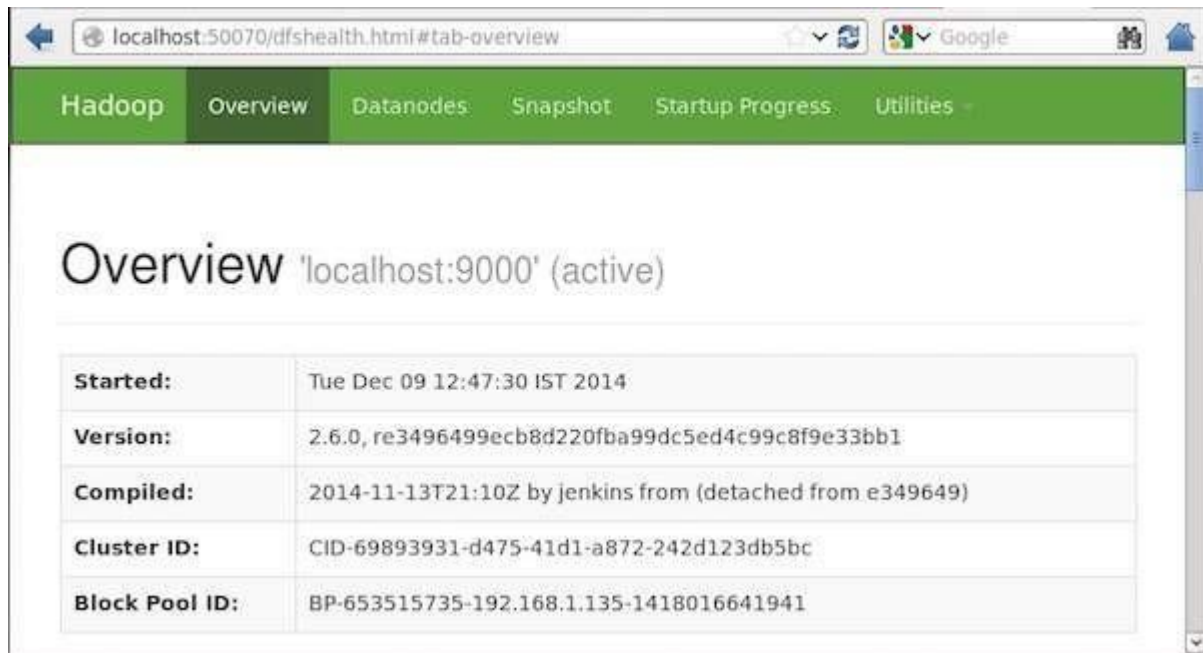 localhost:50070/dfshealth.html#tab-overview Google
Hadoop Overview Datanodes Snapshot Startup Progress Utilities
Overview 'localhost:9000' (active)
Started: Tue Dec 09 12:47:30 IST 2014
Version: 2.6.0, re3496499ecb8d220fba99dc5ed4c99c8f9e33bb1
Compiled: 2014-11-13T21:10Z by jenkins from (detached from e349649)
Cluster ID: CID-69893931-d475-41d1-a872-242d123db5bc
Block Pool ID: BP-653515735-192.168.1.135-1418016641941